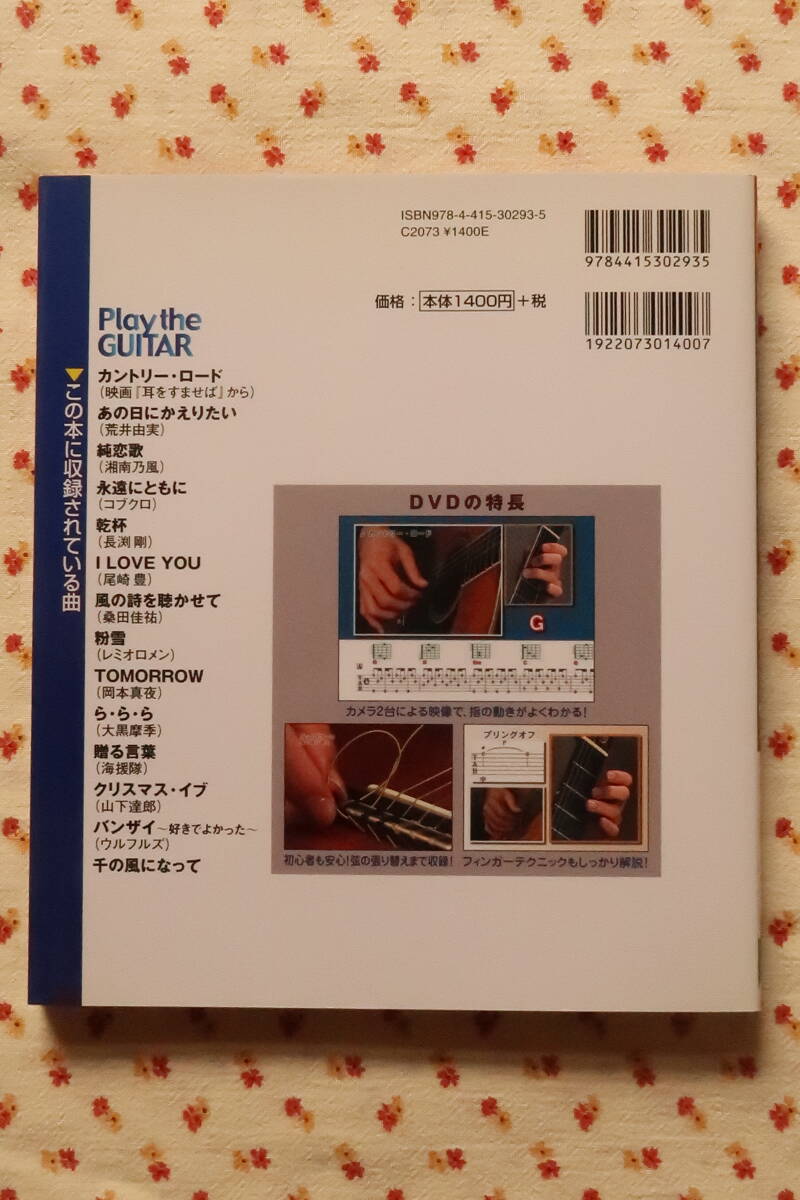 ISBN978-4-415-30293-5
C2073 ¥1400E
9784415302935
価格：本体1400円＋税
1922073014007
Play the
GUITAR
▼この本に収録されている曲
カントリー・ロード
（映画『耳をすませば』から）
あの日にかえりたい
（荒井由実）
純恋歌
（湘南乃風）
永遠にともに
（コブクロ）
乾杯
（長渕 剛）
I LOVE YOU
（尾崎 豊）
風の詩を聴かせて
（桑田佳祐）
粉雪
（レミオロメン）
TOMORROW
（岡本真夜）
ら・ら・ら
（大黒摩季）
贈る言葉
（海援隊）
クリスマス・イブ
（山下達郎）
バンザイ～好きでよかった～
（ウルフルズ）
千の風になって
DVDの特長
カントリー・ロード
G
カメラ2台による映像で、指の動きがよくわかる！
プリングオフ
初心者も安心！弦の張り替えまで収録！
フィンガーテクニックもしっかり解説！